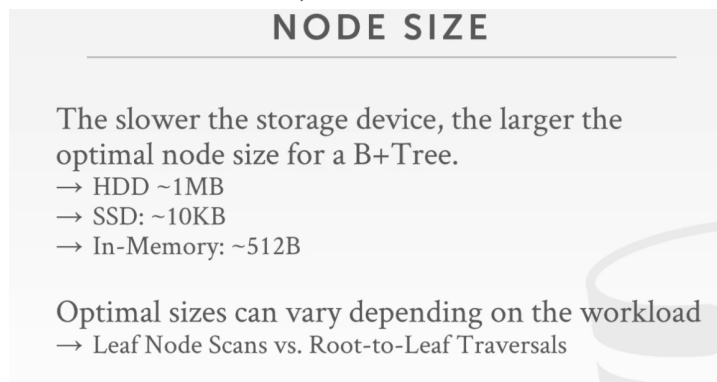 NODE SIZE
The slower the storage device, the larger the
optimal node size for a B+Tree.
→ HDD ~1MB
→ SSD: ~10KB
→ In-Memory: ~512B
Optimal sizes can vary depending on the workload
→ Leaf Node Scans vs. Root-to-Leaf Traversals